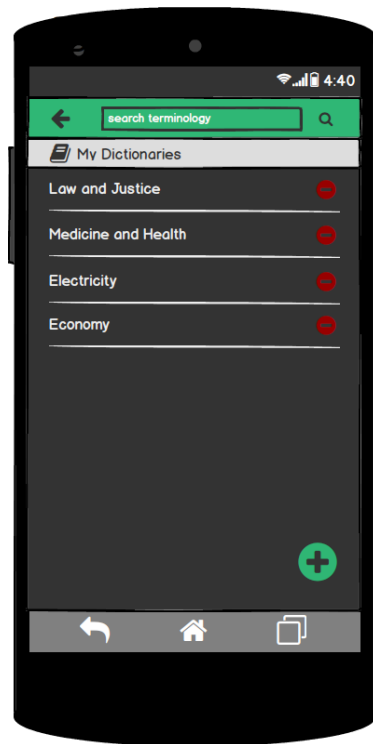 4:40
search terminology
My Dictionaries
Law and Justice
Medicine and Health
Electricity
Economy